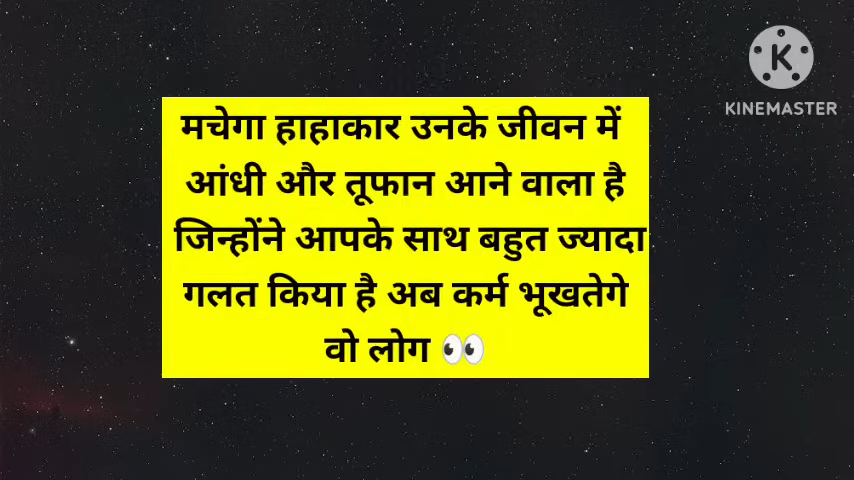 मचेगा हाहाकार उनके जीवन में
आंधी और तूफान आने वाला है
जिन्होंने आपके साथ बहुत ज्यादा
गलत किया है अब कर्म भूखतेगे
वो लोग 👀
K
KINEMASTER